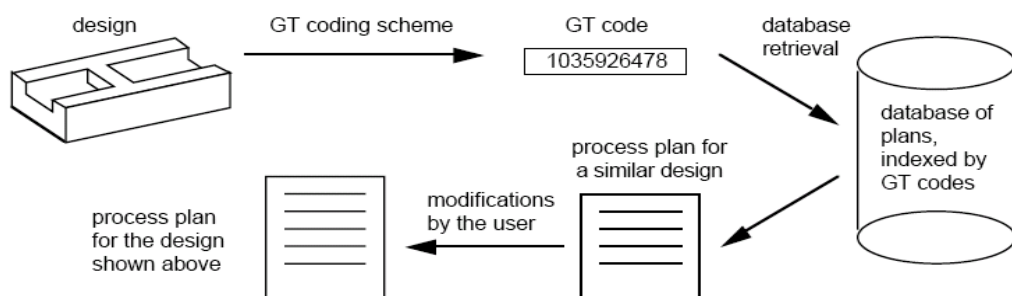 design
GT coding scheme
GT code
1035926478
database
retrieval
database of
plans,
indexed by
GT codes
process plan for
a similar design
modifications
by the user
process plan
for the design
shown above